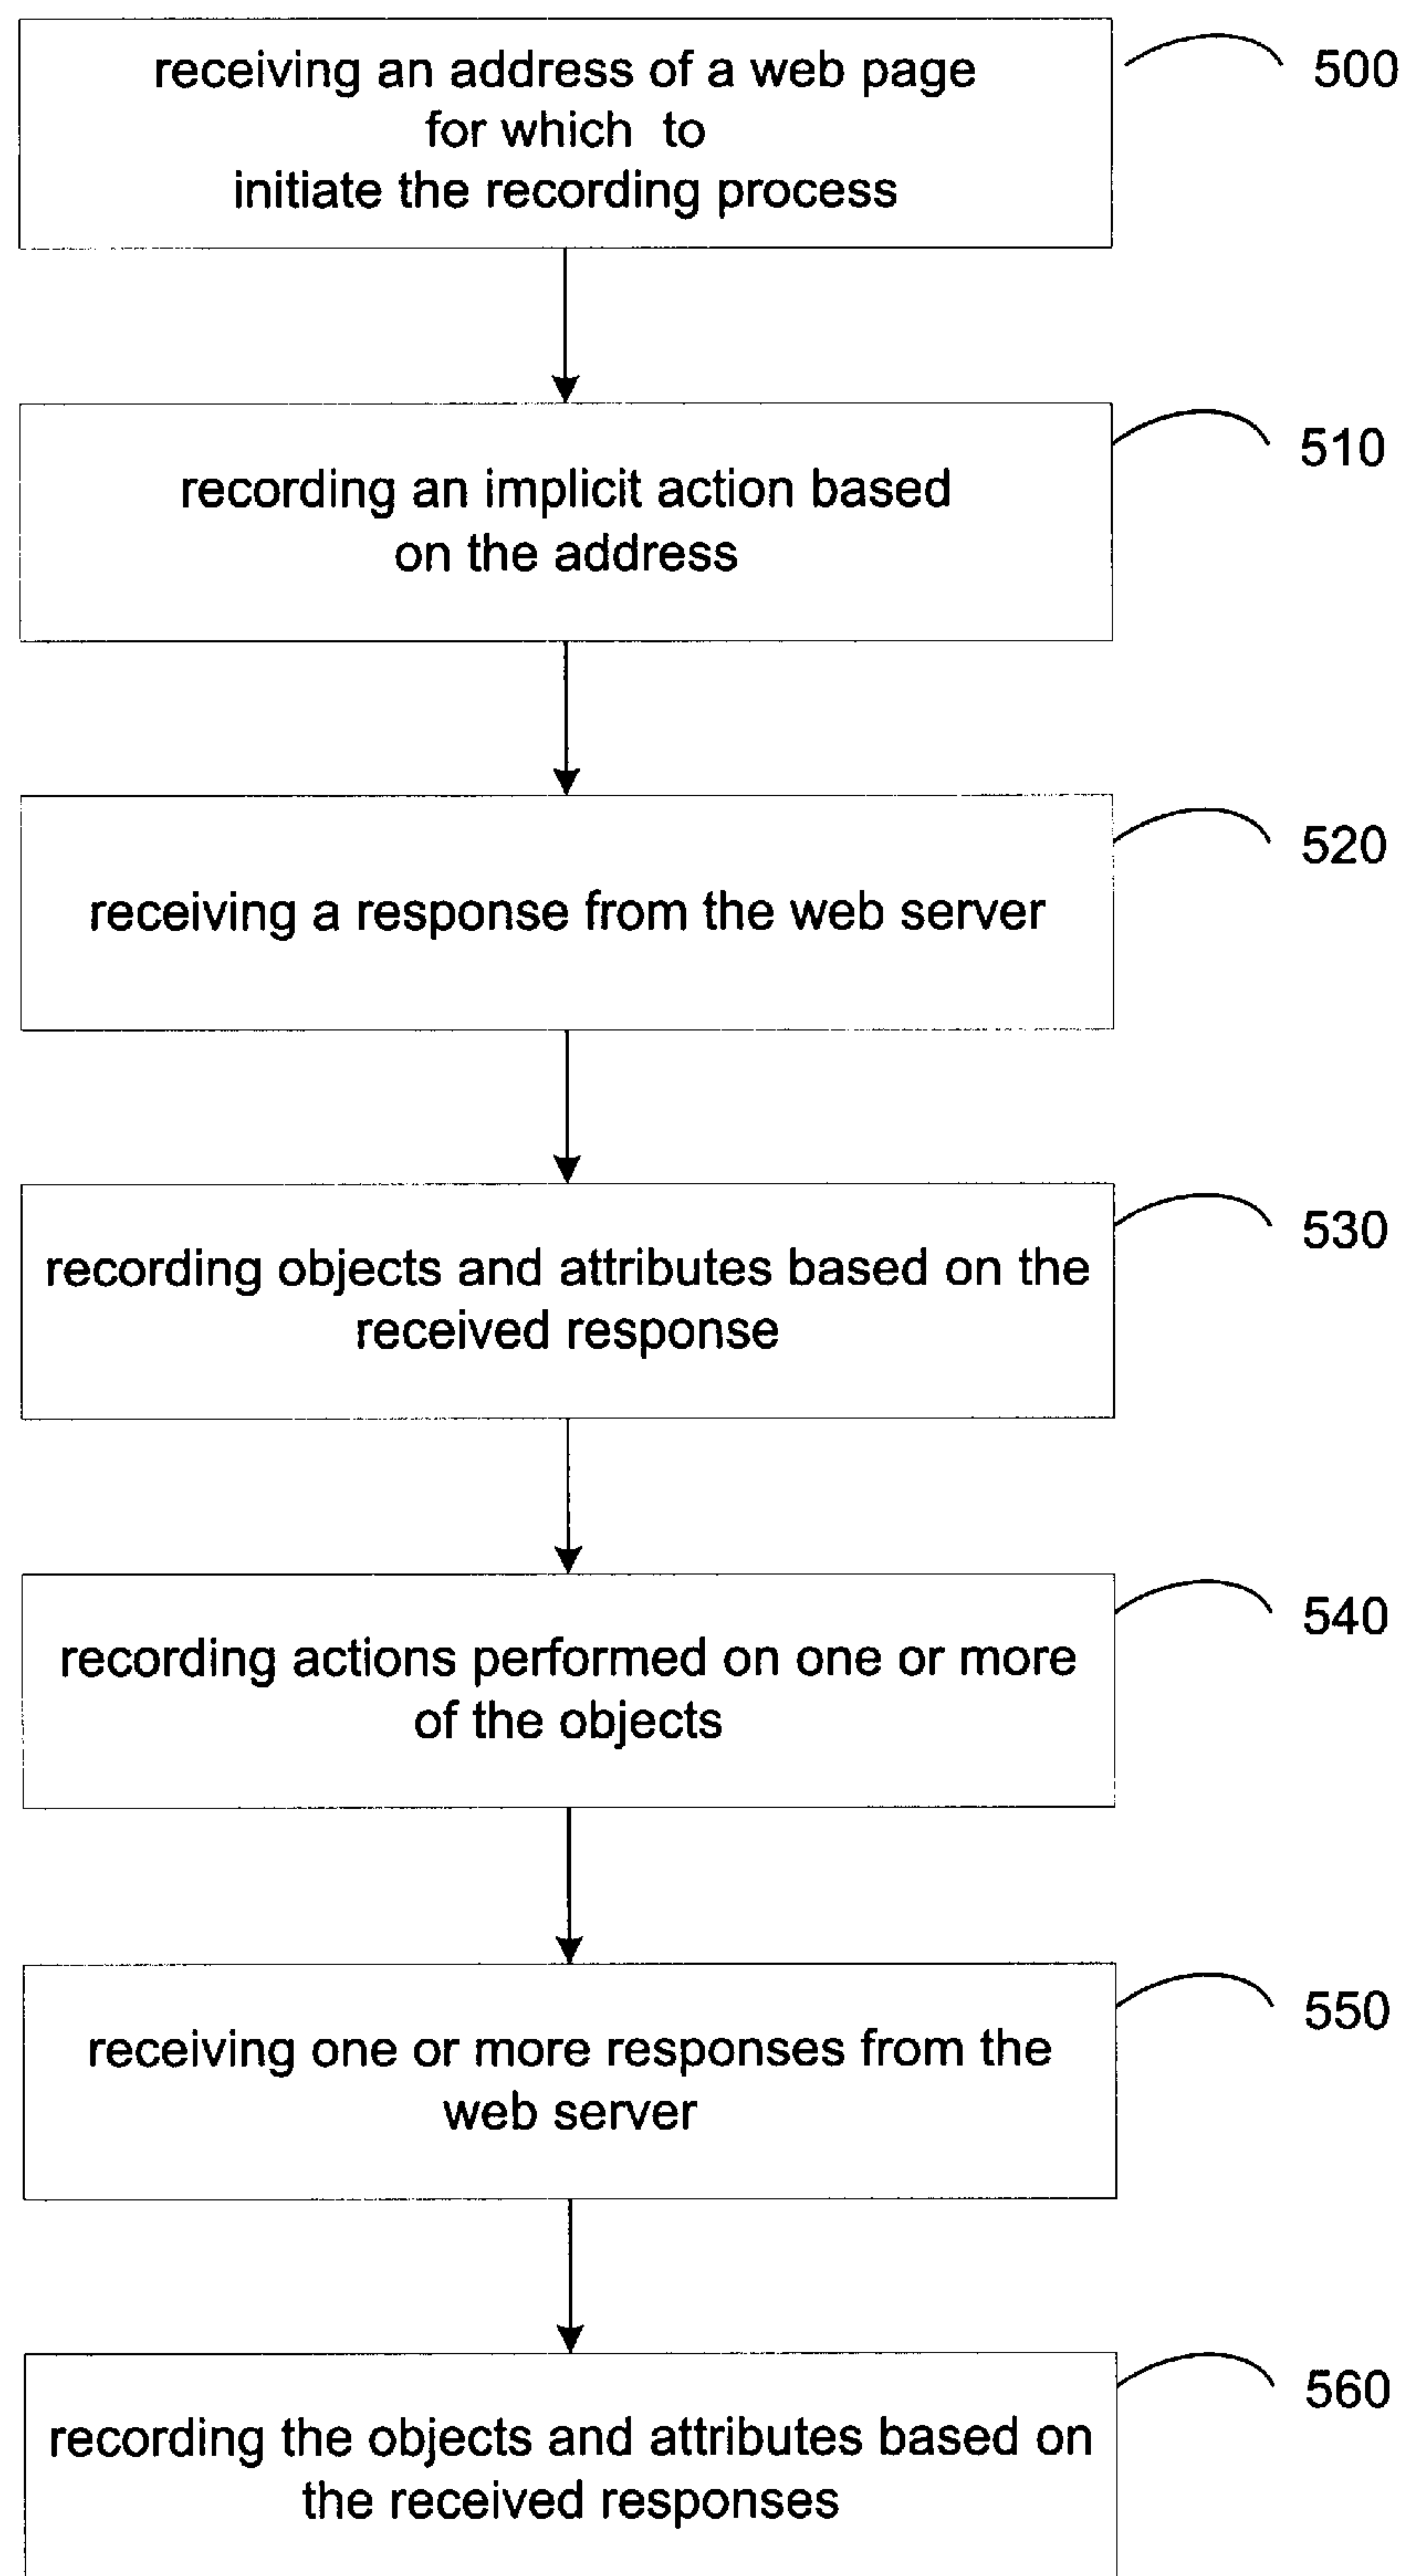 receiving an address of a web page
for which to
initiate the recording process
500
recording an implicit action based
on the address
510
receiving a response from the web server
520
recording objects and attributes based on the
received response
530
recording actions performed on one or more
of the objects
540
receiving one or more responses from the
web server
550
recording the objects and attributes based on
the received responses
560